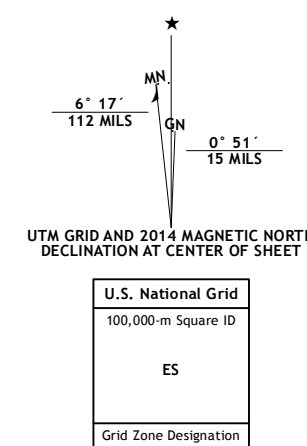 ★
MN
6° 17´
112 MILS
GN
0° 51´
15 MILS
UTM GRID AND 2014 MAGNETIC NORTH
DECLINATION AT CENTER OF SHEET
U.S. National Grid
100,000-m Square ID
ES
Grid Zone Designation